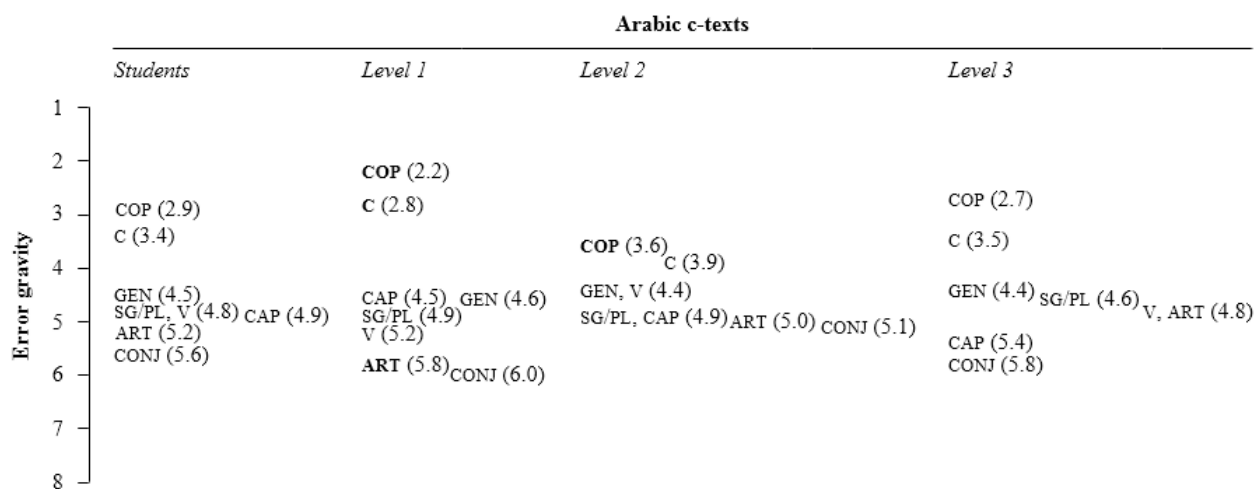 Arabic c-texts
Students Level 1 Level 2 Level 3
Error gravity
1
2
3
4
5
6
7
8
COP (2.9)
C (3.4)
GEN (4.5)
SG/PL, V (4.8) CAP (4.9)
ART (5.2)
CONJ (5.6)
COP (2.2)
C (2.8)
CAP (4.5) GEN (4.6)
SG/PL (4.9)
V (5.2)
ART (5.8) CONJ (6.0)
COP (3.6) C (3.9)
GEN, V (4.4)
SG/PL, CAP (4.9) ART (5.0) CONJ (5.1)
COP (2.7)
C (3.5)
GEN (4.4) SG/PL (4.6) V, ART (4.8)
CAP (5.4)
CONJ (5.8)